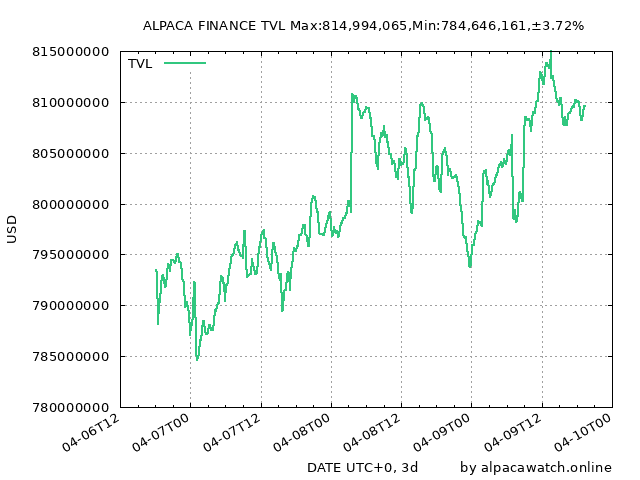 ALPACA FINANCE TVL Max:814,994,065,Min:784,646,161,±3.72%
815000000
TVL
810000000
805000000
800000000
USD
795000000
790000000
785000000
780000000
04-06T12
04-07T00
04-07T12
04-08T00
04-08T12
04-09T00
04-09T12
04-10T00
DATE UTC+0, 3d
by alpacawatch.online